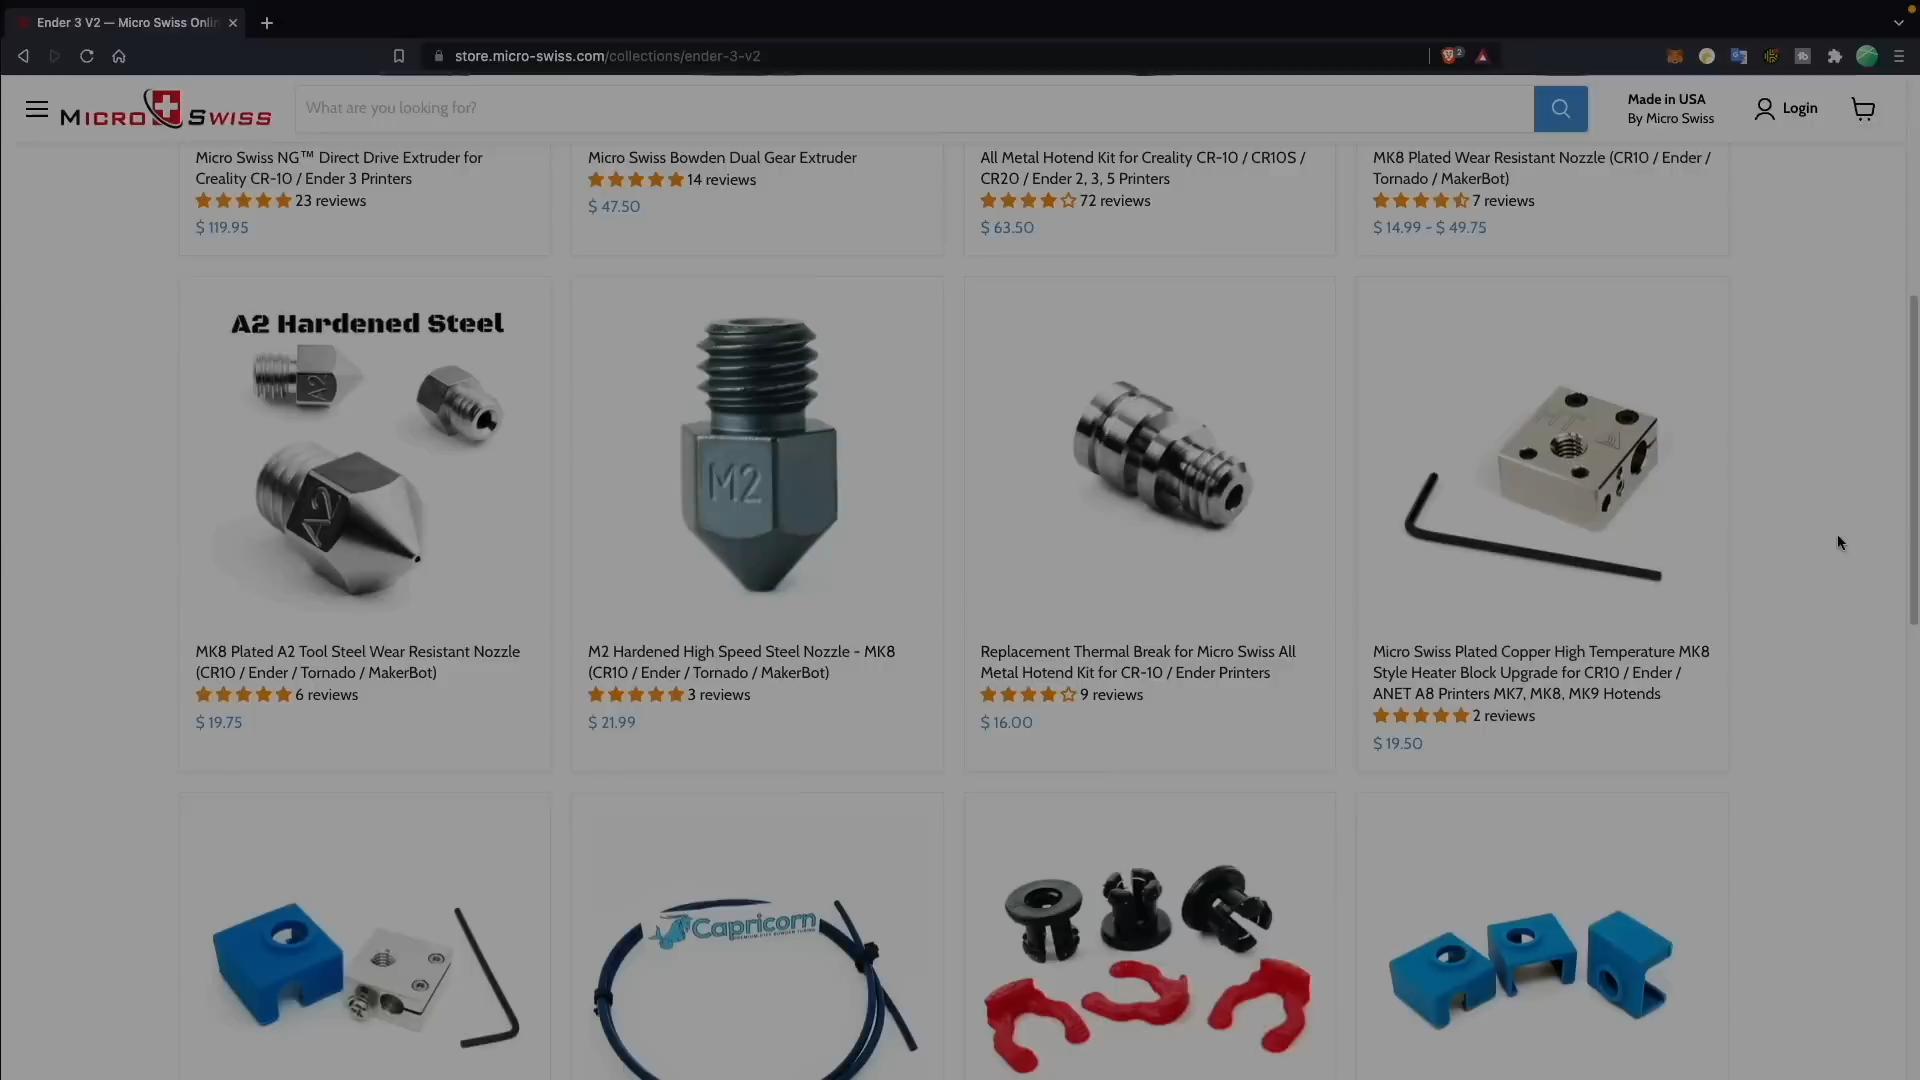 Ender 3 V2 — Micro Swiss Onlin
store.micro-swiss.com/collections/ender-3-v2
2
MICRO SWISS
What are you looking for?
Made in USA
By Micro Swiss
Login
Micro Swiss NG™ Direct Drive Extruder for
Creality CR-10 / Ender 3 Printers
23 reviews
$ 119.95
Micro Swiss Bowden Dual Gear Extruder
14 reviews
$ 47.50
All Metal Hotend Kit for Creality CR-10 / CR10S /
CR20 / Ender 2, 3, 5 Printers
72 reviews
$ 63.50
MK8 Plated Wear Resistant Nozzle (CR10 / Ender /
Tornado / MakerBot)
7 reviews
$ 14.99 - $ 49.75
A2 Hardened Steel
A2
A2
M2
MK8 Plated A2 Tool Steel Wear Resistant Nozzle
(CR10 / Ender / Tornado / MakerBot)
6 reviews
$ 19.75
M2 Hardened High Speed Steel Nozzle - MK8
(CR10 / Ender / Tornado / MakerBot)
3 reviews
$ 21.99
Replacement Thermal Break for Micro Swiss All
Metal Hotend Kit for CR-10 / Ender Printers
9 reviews
$ 16.00
Micro Swiss Plated Copper High Temperature MK8
Style Heater Block Upgrade for CR10 / Ender /
ANET A8 Printers MK7, MK8, MK9 Hotends
2 reviews
$ 19.50
Capricorn